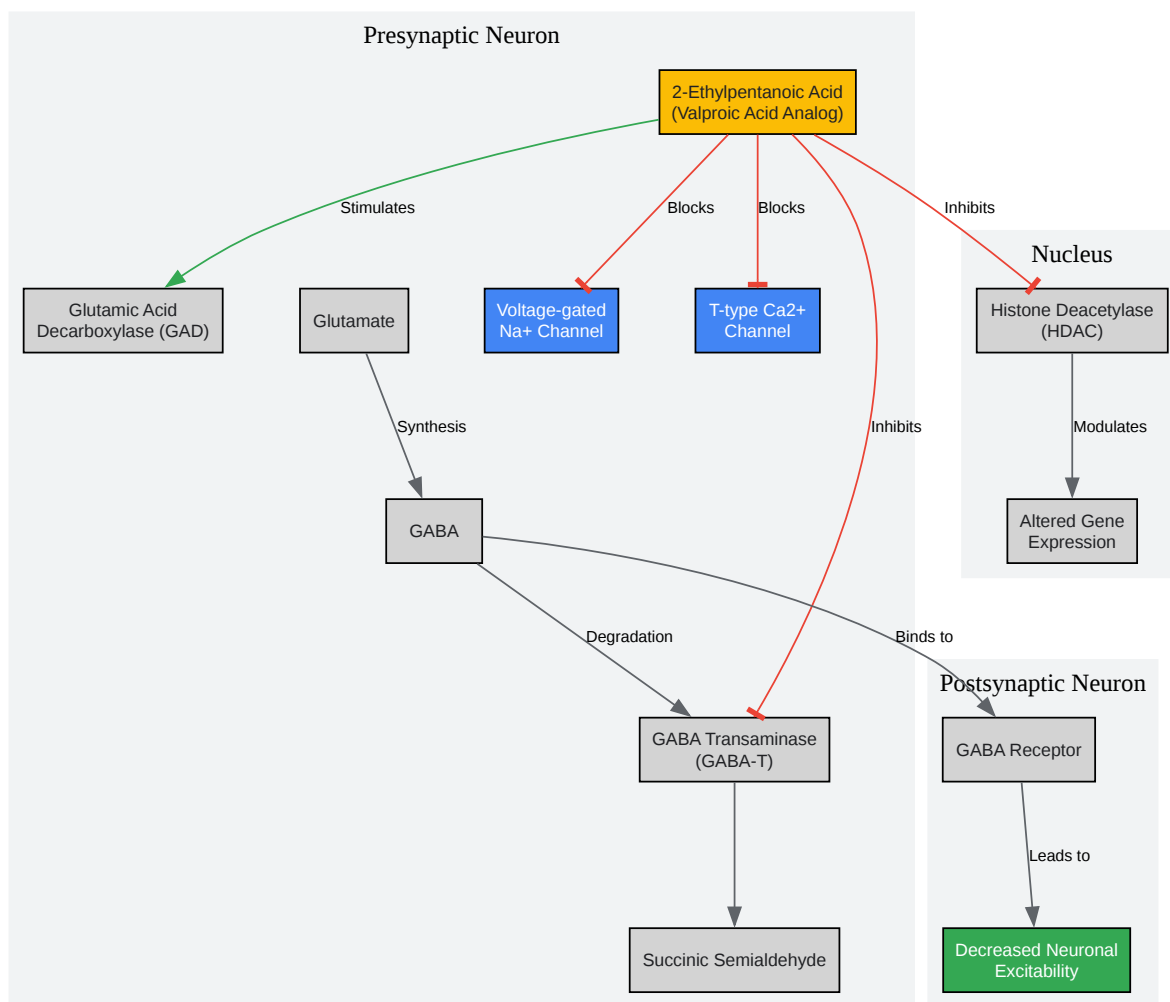 Presynaptic Neuron
2-Ethylpentanoic Acid
(Valproic Acid Analog)
Stimulates
Blocks
Blocks
Inhibits
Nucleus
Glutamic Acid
Decarboxylase (GAD)
Glutamate
Voltage-gated
Na+ Channel
T-type Ca2+
Channel
Histone Deacetylase
(HDAC)
Synthesis
Inhibits
Modulates
GABA
Altered Gene
Expression
Degradation
Binds to
Postsynaptic Neuron
GABA Transaminase
(GABA-T)
GABA Receptor
Leads to
Succinic Semialdehyde
Decreased Neuronal
Excitability